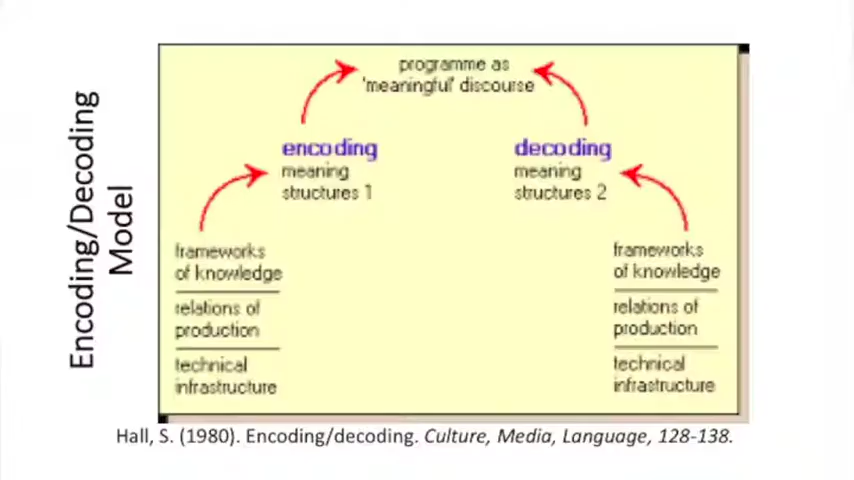 Encoding/Decoding
Model
programme as
'meaningful' discourse
encoding
meaning
structures 1
decoding
meaning
structures 2
frameworks
of knowledge
relations of
production
technical
infrastructure
frameworks
of knowledge
relations of
production
technical
infrastructure
Hall, S. (1980). Encoding/decoding. Culture, Media, Language, 128-138.